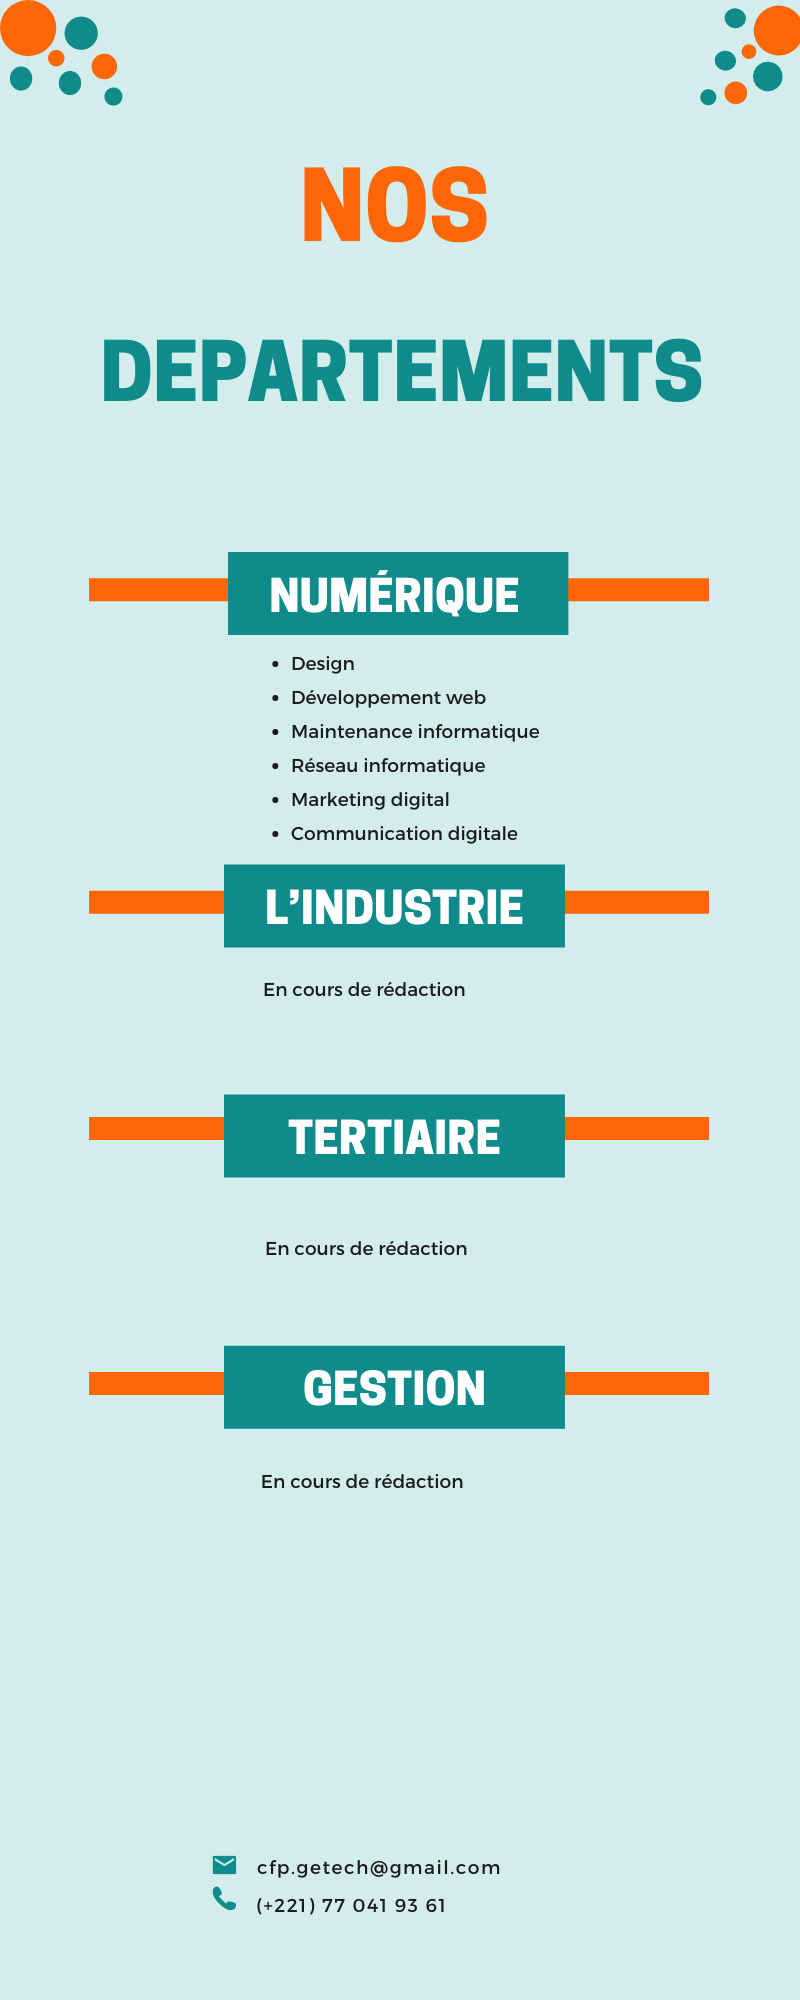 NOS
DEPARTEMENTS
NUMÉRIQUE
• Design
• Développement web
• Maintenance informatique
• Réseau informatique
• Marketing digital
• Communication digitale
L’INDUSTRIE
En cours de rédaction
TERTIAIRE
En cours de rédaction
GESTION
En cours de rédaction
cfp.getech@gmail.com
(+221) 77 041 93 61